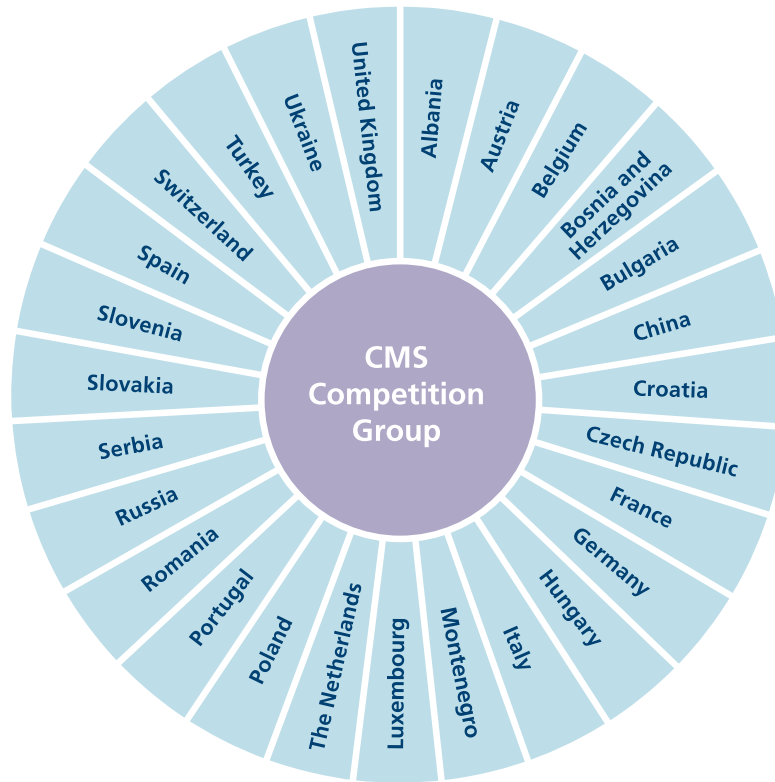 CMS
Competition
Group
Albania
Austria
Belgium
Bosnia and
Herzegovina
Bulgaria
China
Croatia
Czech Republic
France
Germany
Hungary
Italy
Montenegro
Luxembourg
The Netherlands
Poland
Portugal
Romania
Russia
Serbia
Slovakia
Slovenia
Spain
Switzerland
Turkey
Ukraine
United Kingdom